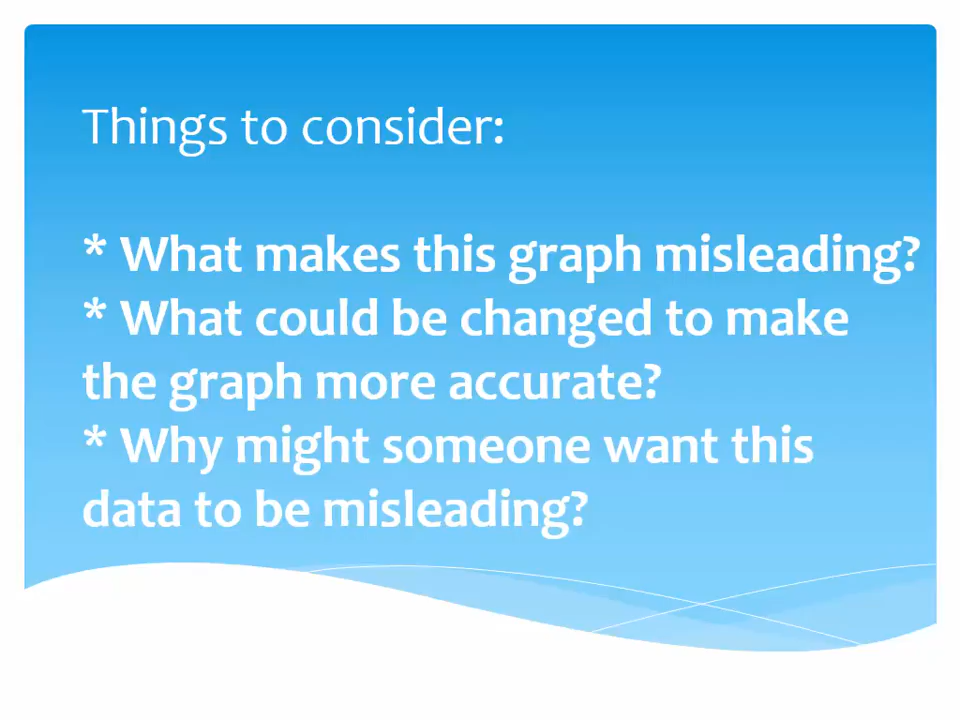 Things to consider:
* What makes this graph misleading?
* What could be changed to make
the graph more accurate?
* Why might someone want this
data to be misleading?